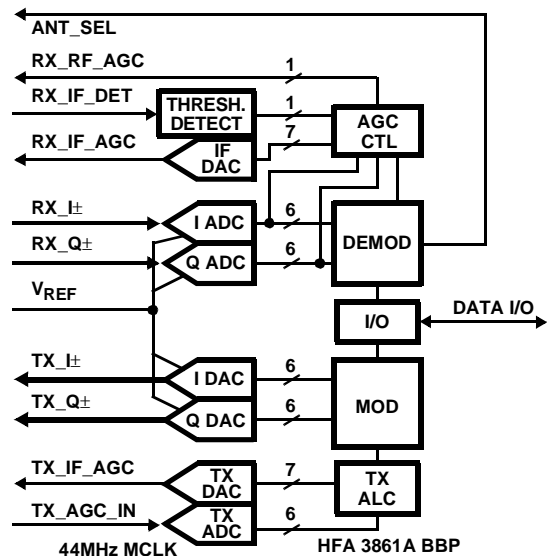 ANT_SEL
RX_RF_AGC
1
RX_IF_DET
THRESH.
DETECT
1
AGC
CTL
RX_IF_AGC
IF
DAC
7
RX_I±
I ADC
6
DEMOD
RX_Q±
Q ADC
6
VREF
I/O
DATA I/O
TX_I±
I DAC
6
MOD
TX_Q±
Q DAC
6
TX_IF_AGC
TX
DAC
7
TX
ALC
TX_AGC_IN
TX
ADC
6
44MHz MCLK
HFA 3861A BBP